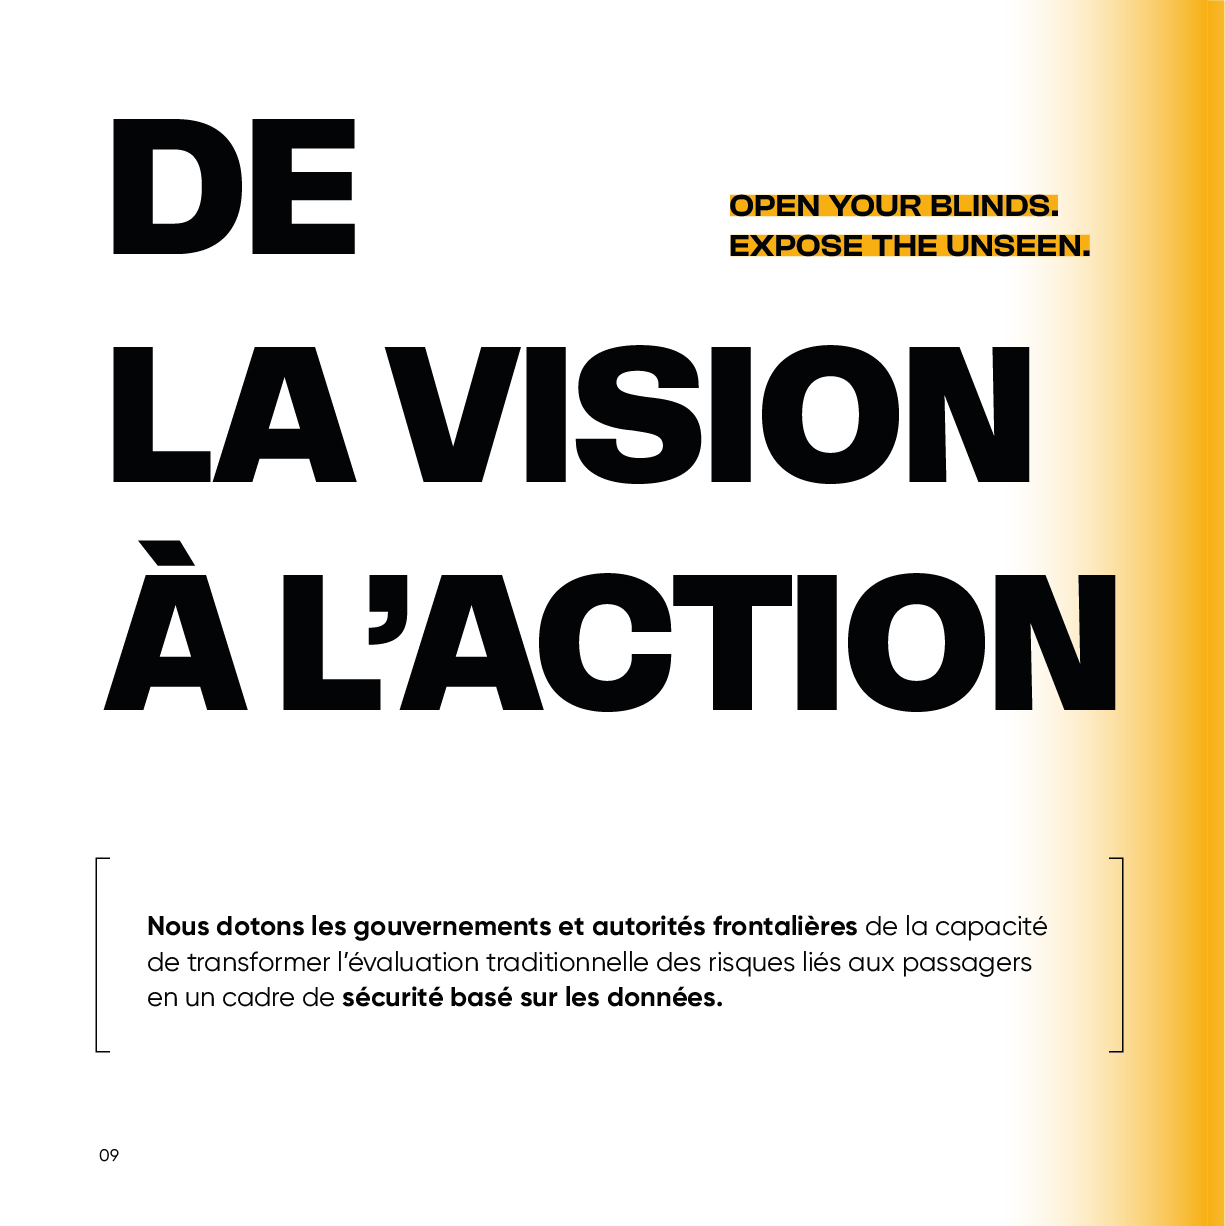 DE
OPEN YOUR BLINDS.
EXPOSE THE UNSEEN.
LA VISION
À L’ACTION
Nous dotons les gouvernements et autorités frontalières de la capacité
de transformer l’évaluation traditionnelle des risques liés aux passagers
en un cadre de sécurité basé sur les données.
09